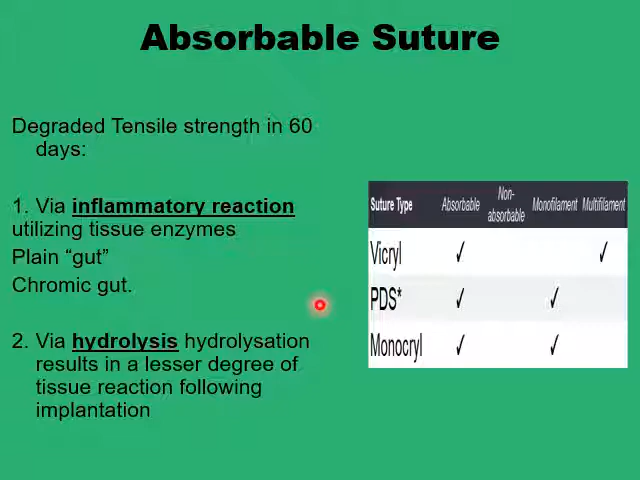 Absorbable Suture
Degraded Tensile strength in 60
days:
1. Via inflammatory reaction
utilizing tissue enzymes
Plain “gut”
Chromic gut.
2. Via hydrolysis hydrolysation
results in a lesser degree of
tissue reaction following
implantation
Suture Type Absorbable Non-absorbable Monofilament Multifilament
Vicryl ✓ ✓
PDS* ✓ ✓
Monocryl ✓ ✓